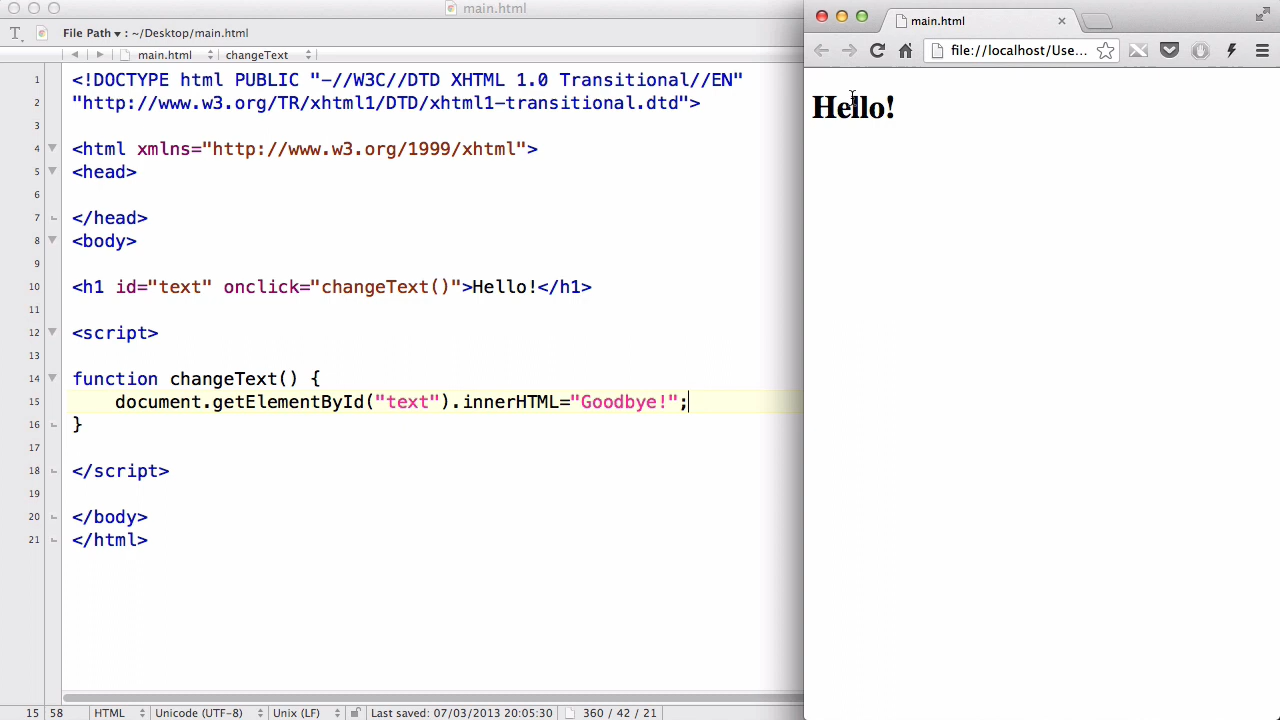 main.html
File Path ▾ : ~/Desktop/main.html
main.html
changeText
1 <!DOCTYPE html PUBLIC "-//W3C//DTD XHTML 1.0 Transitional//EN"
2 "http://www.w3.org/TR/xhtml1/DTD/xhtml1-transitional.dtd">
3
4 <html xmlns="http://www.w3.org/1999/xhtml">
5 <head>
6
7 </head>
8 <body>
9
10 <h1 id="text" onclick="changeText()">Hello!</h1>
11
12 <script>
13
14 function changeText() {
15 document.getElementById("text").innerHTML="Goodbye!";
16 }
17
18 </script>
19
20 </body>
21 </html>
15 58 HTML Unicode (UTF-8) Unix (LF) Last saved: 07/03/2013 20:05:30 360 / 42 / 21
main.html
file://localhost/Use...
Hello!